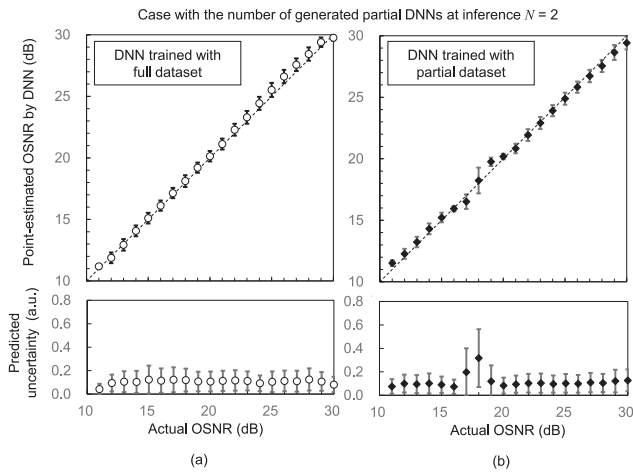 Case with the number of generated partial DNNs at inference N = 2
DNN trained with
full dataset
DNN trained with
partial dataset
Point-estimated OSNR by DNN (dB)
30
25
20
15
10
30
25
20
15
10
Predicted
uncertainty (a.u.)
0.8
0.6
0.4
0.2
0.0
0.8
0.6
0.4
0.2
0.0
10 15 20 25 30
10 15 20 25 30
Actual OSNR (dB)
Actual OSNR (dB)
(a)
(b)